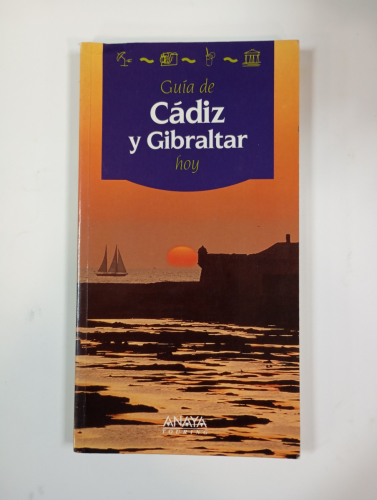 Guía de
Cádiz
y Gibraltar
hoy
ANAYA